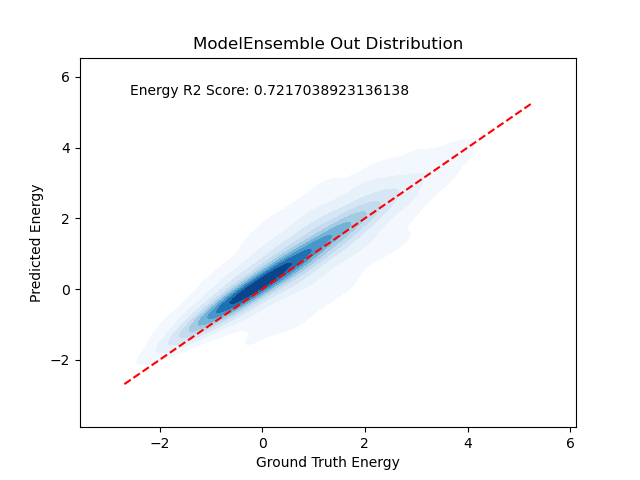 ModelEnsemble Out Distribution
Energy R2 Score: 0.7217038923136138
Predicted Energy
6
4
2
0
−2
−2 0 2 4 6
Ground Truth Energy